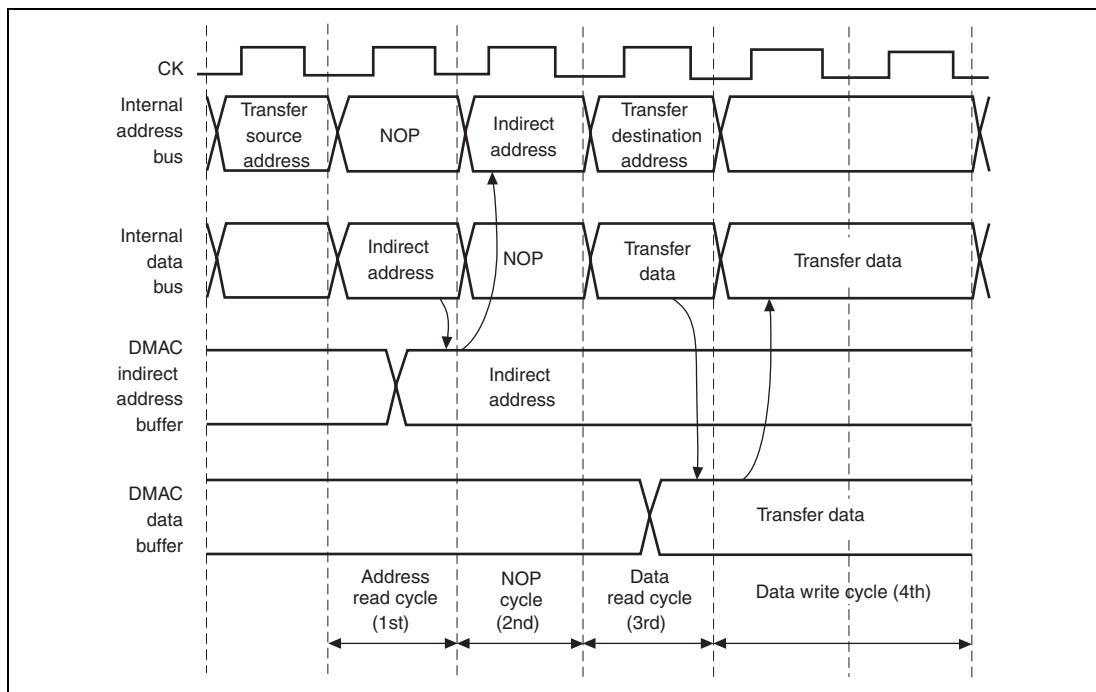 CK
Internal
address
bus
Transfer
source
address
NOP
Indirect
address
Transfer
destination
address
Internal
data
bus
Indirect
address
NOP
Transfer
data
Transfer data
DMAC
indirect
address
buffer
Indirect
address
DMAC
data
buffer
Transfer data
Address
read cycle
(1st)
NOP
cycle
(2nd)
Data
read cycle
(3rd)
Data write cycle (4th)